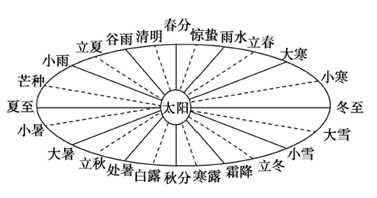 春分
清明
惊蛰
谷雨
雨水
立夏
立春
小雨
大寒
芒种
小寒
夏至
太阳
冬至
小暑
大雪
大暑
小雪
立秋
立冬
处暑
霜降
白露
秋分
寒露